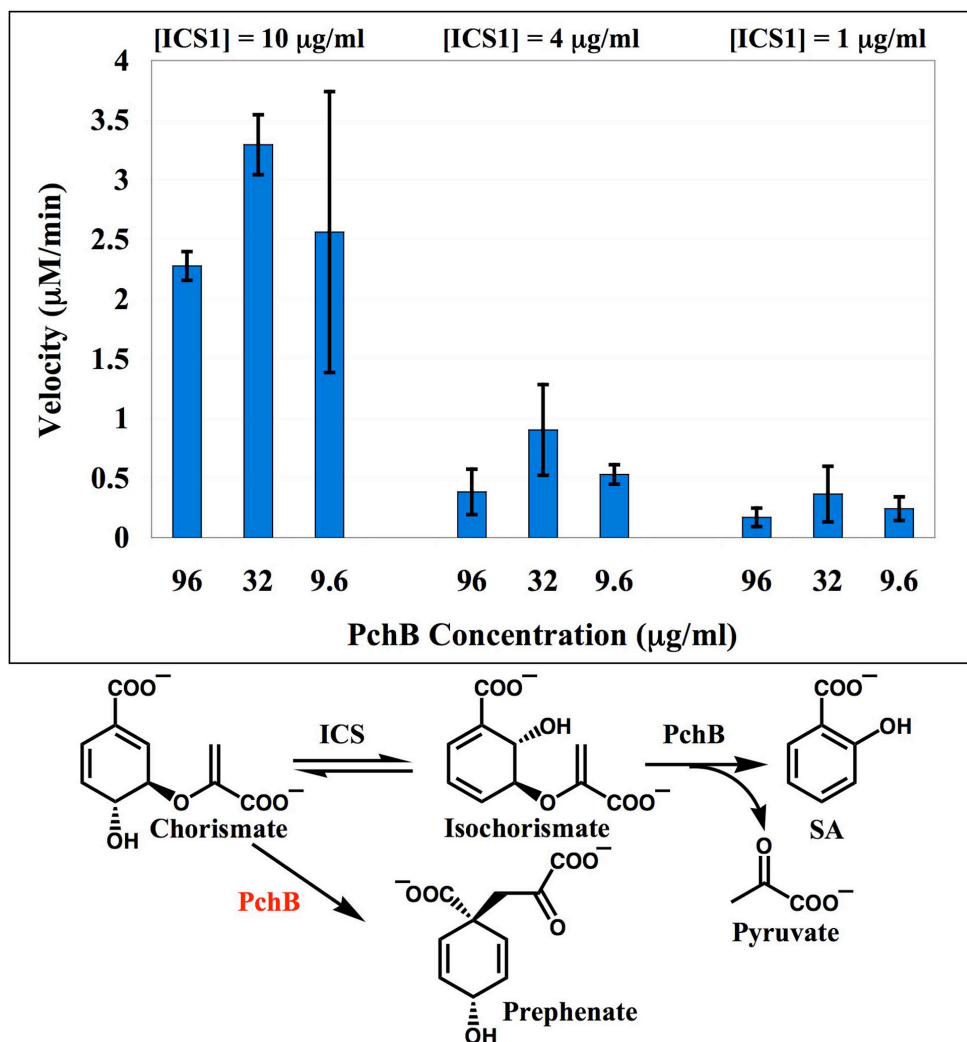 [ICS1] = 10 μg/ml [ICS1] = 4 μg/ml [ICS1] = 1 μg/ml
4
3.5
3
2.5
2
1.5
1
0.5
0
Velocity (μM/min)
96 32 9.6 96 32 9.6 96 32 9.6
PchB Concentration (μg/ml)
COO⁻ COO⁻ COO⁻
ICS OH PchB OH
O COO⁻ O COO⁻
OH Chorismate Isochorismate SA
O
PchB ⁻OOC COO⁻ COO⁻
O Pyruvate
Prephenate
OH